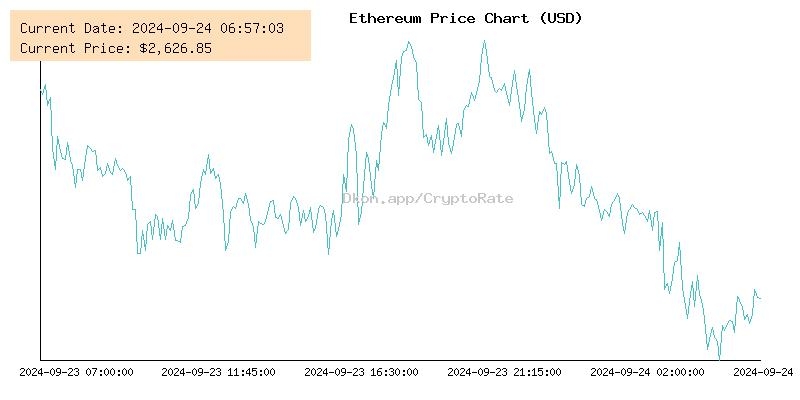 Ethereum Price Chart (USD)
Current Date: 2024-09-24 06:57:03
Current Price: $2,626.85
Dkon.app/CryptoRate
2024-09-23 07:00:00 2024-09-23 11:45:00 2024-09-23 16:30:00 2024-09-23 21:15:00 2024-09-24 02:00:00 2024-09-24